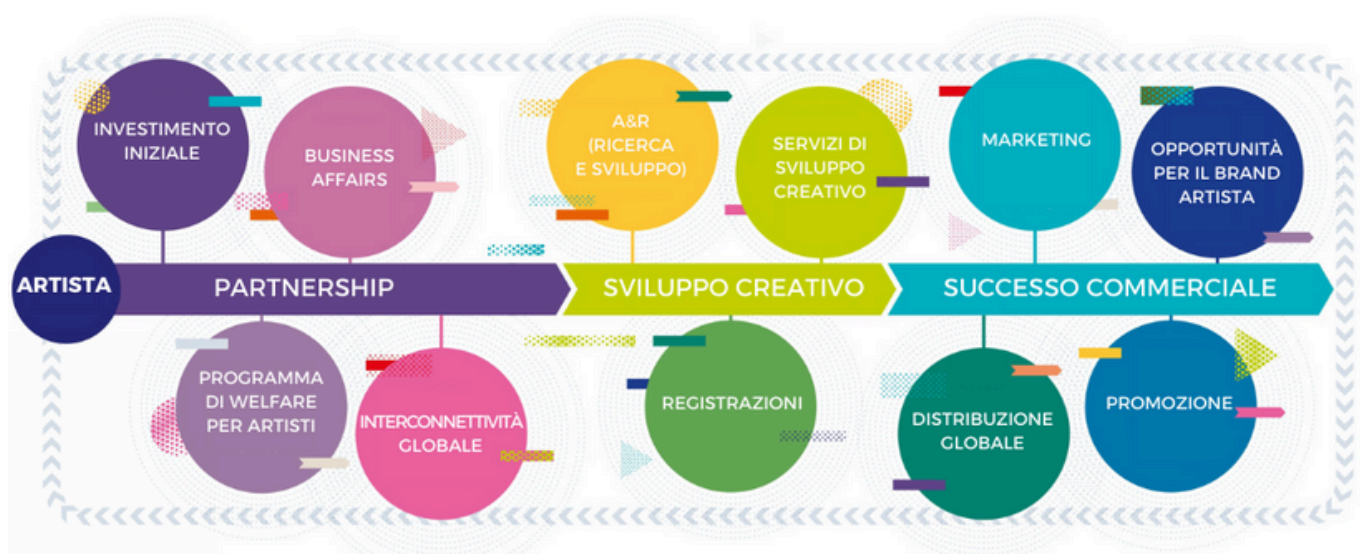 INVESTIMENTO
INIZIALE
BUSINESS
AFFAIRS
A&R
(RICERCA
E SVILUPPO)
SERVIZI DI
SVILUPPO
CREATIVO
MARKETING
OPPORTUNITÀ
PER IL BRAND
ARTISTA
ARTISTA
PARTNERSHIP
SVILUPPO CREATIVO
SUCCESSO COMMERCIALE
PROGRAMMA
DI WELFARE
PER ARTISTI
INTERCONNETTIVITÀ
GLOBALE
REGISTRAZIONI
DISTRIBUZIONE
GLOBALE
PROMOZIONE